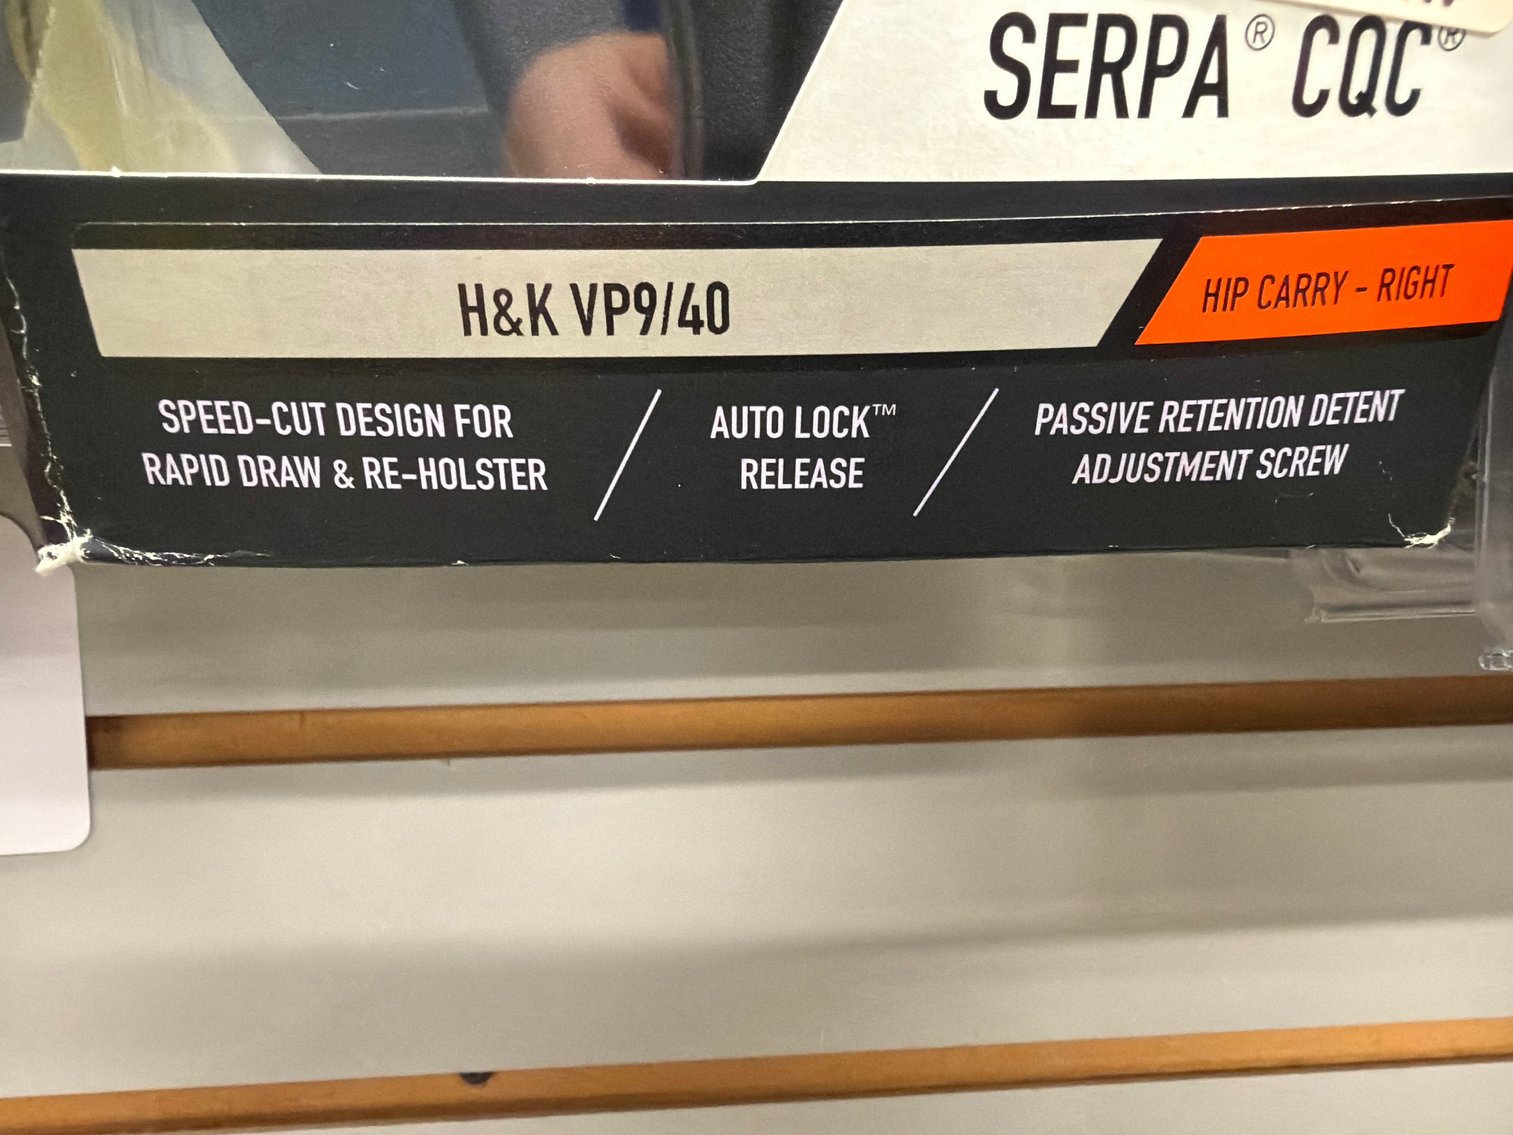 SERPA® CQC®
H&K VP9/40
HIP CARRY - RIGHT
SPEED-CUT DESIGN FOR
RAPID DRAW & RE-HOLSTER
AUTO LOCK™
RELEASE
PASSIVE RETENTION DETENT
ADJUSTMENT SCREW